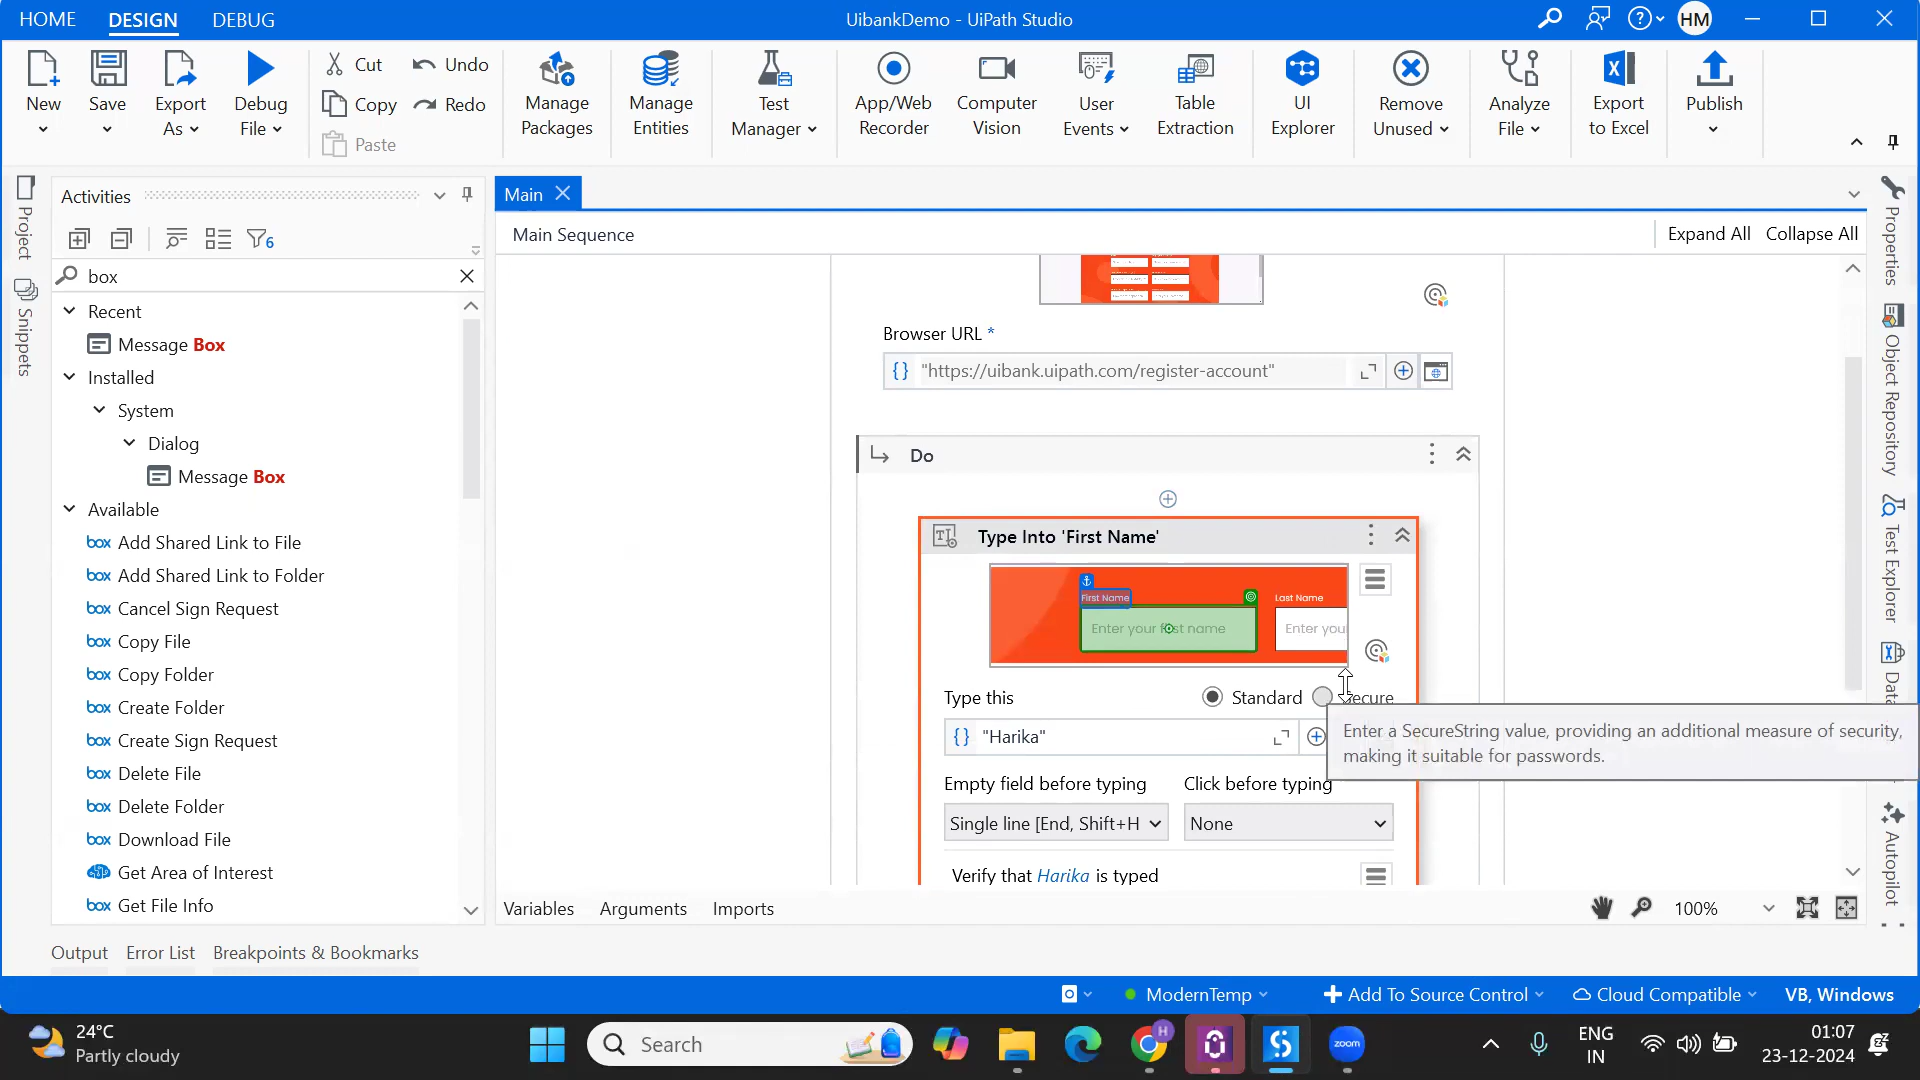 HOME DESIGN DEBUG UibankDemo - UiPath Studio HM
New Save Export As Debug File Cut Undo Copy Redo Paste Manage Packages Manage Entities Test Manager App/Web Recorder Computer Vision User Events Table Extraction UI Explorer Remove Unused Analyze File Export to Excel Publish
Project
Snippets
Activities
6
box
Recent
Message Box
Installed
System
Dialog
Message Box
Available
box Add Shared Link to File
box Add Shared Link to Folder
box Cancel Sign Request
box Copy File
box Copy Folder
box Create Folder
box Create Sign Request
box Delete File
box Delete Folder
box Download File
Get Area of Interest
box Get File Info
Main
Main Sequence Expand All Collapse All
Browser URL *
"https://uibank.uipath.com/register-account"
Do
Type Into 'First Name'
First Name Last Name
Enter your first name Enter you
Type this Standard Secure
"Harika"
Enter a SecureString value, providing an additional measure of security,
making it suitable for passwords.
Empty field before typing Click before typing
Single line [End, Shift+H None
Verify that Harika is typed
Variables Arguments Imports 100%
Properties
Object Repository
Test Explorer
Autopilot
Output Error List Breakpoints & Bookmarks
ModernTemp Add To Source Control Cloud Compatible VB, Windows
24°C
Partly cloudy
Search
H
zoom
ENG
IN
01:07
23-12-2024